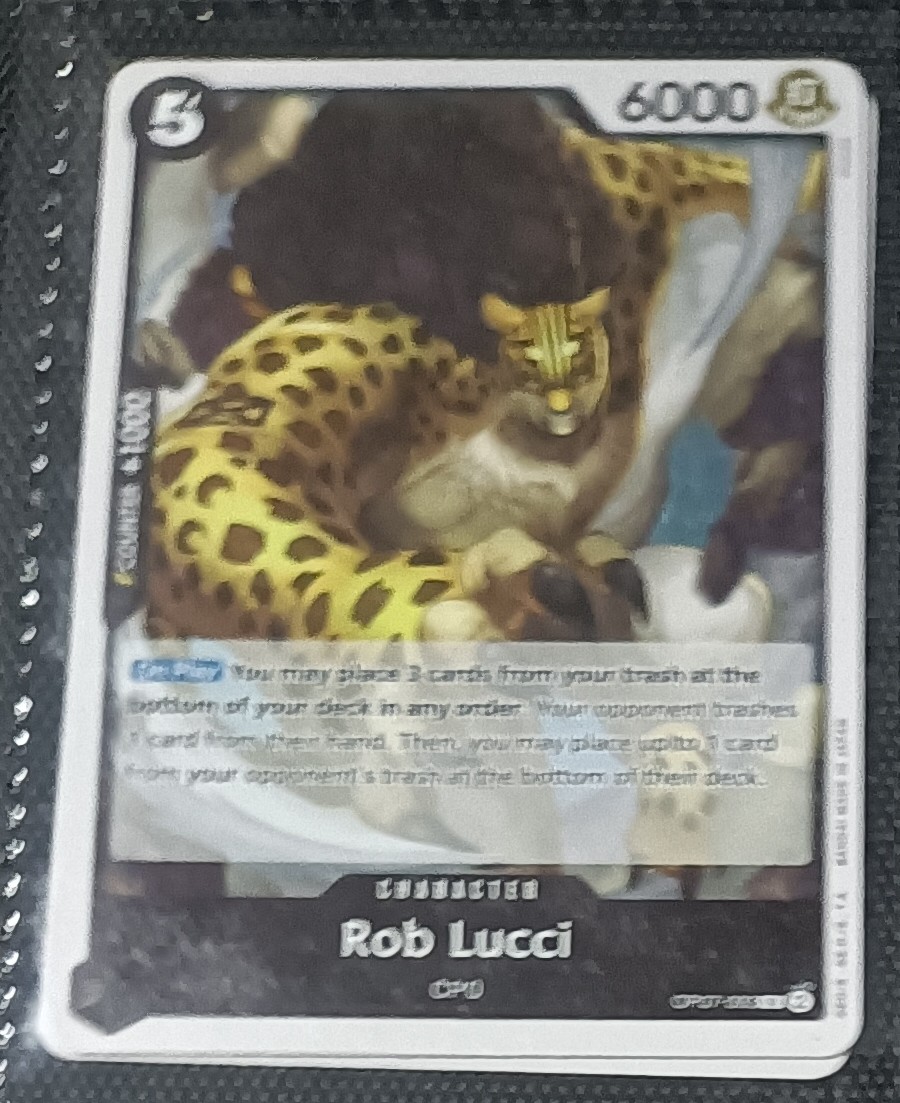 5
6000
COUNTER +1000
On Play You may place 3 cards from your trash at the
bottom of your deck in any order. Your opponent trashes
1 card from their hand. Then, you may place up to 1 card
from your opponent's trash at the bottom of their deck.
CHARACTER
Rob Lucci
CP0